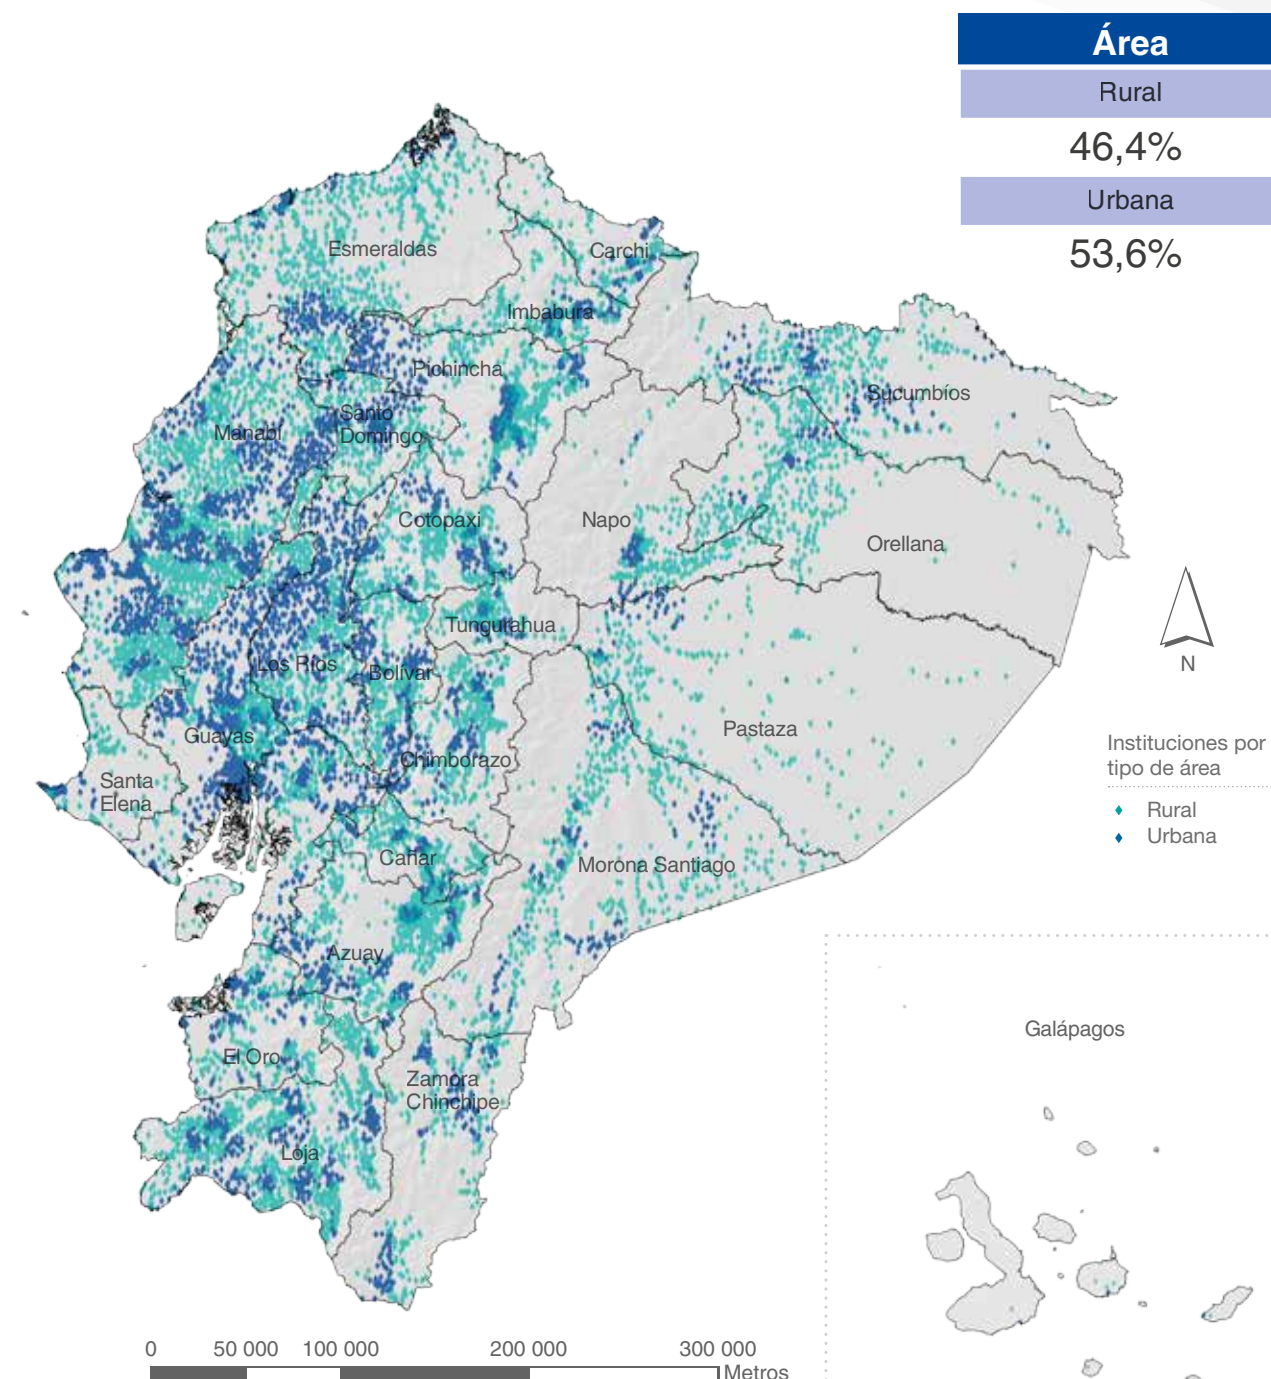 Área
Rural
46,4%
Urbana
53,6%
Esmeraldas
Carchi
Imbabura
Pichincha
Sucumbíos
Santo
Domingo
Manabí
Cotopaxi
Napo
Orellana
Tungurahua
Los Ríos
Bolívar
Pastaza
Guayas
Chimborazo
Santa
Elena
Cañar
Morona Santiago
Azuay
El Oro
Zamora
Chinchipe
Loja
N
Instituciones por
tipo de área
Rural
Urbana
Galápagos
0 50 000 100 000 200 000 300 000
Metros